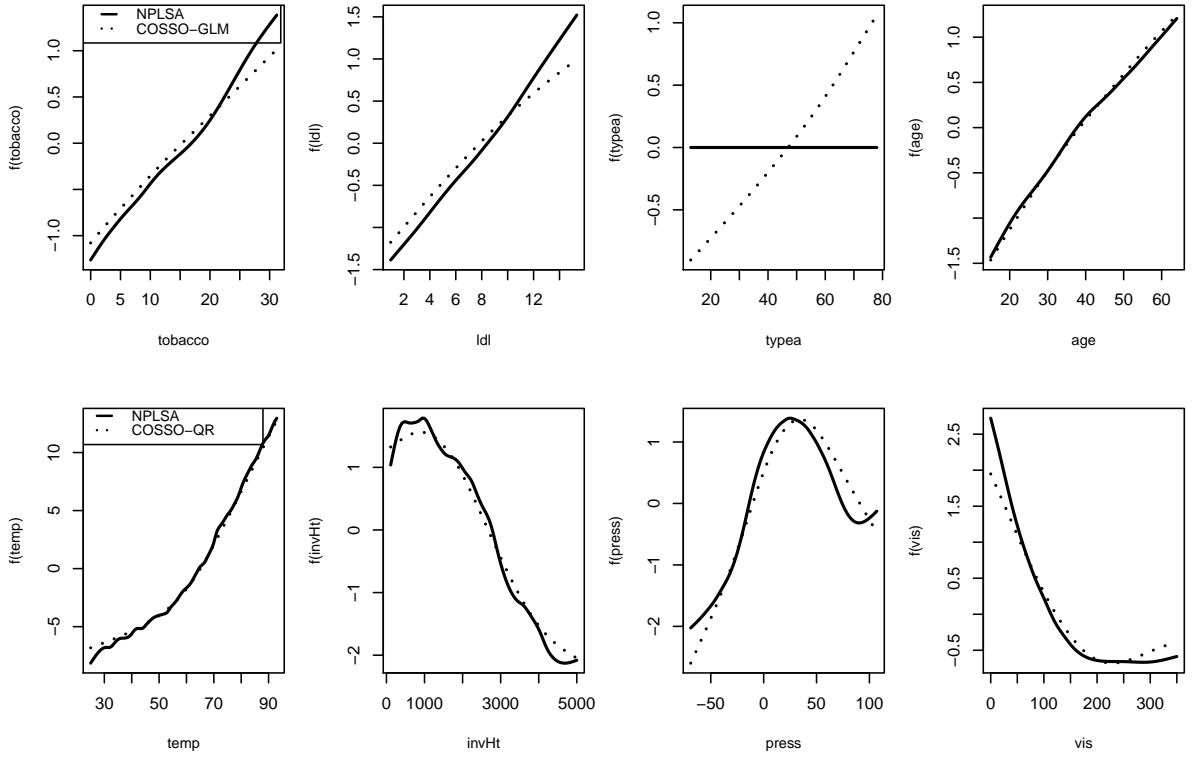 NPLSA
COSSO−GLM
f(tobacco)
−1.0 0.0 0.5 1.0
0 5 10 20 30
tobacco
f(ldl)
−1.5 −0.5 0.0 0.5 1.0 1.5
2 4 6 8 12
ldl
f(typea)
−0.5 0.0 0.5 1.0
20 40 60 80
typea
f(age)
−1.5 −0.5 0.0 0.5 1.0
20 30 40 50 60
age
NPLSA
COSSO−QR
f(temp)
−5 0 5 10
30 50 70 90
temp
f(invHt)
−2 −1 0 1
0 1000 3000 5000
invHt
f(press)
−2 −1 0 1
−50 0 50 100
press
f(vis)
−0.5 0.5 1.5 2.5
0 100 200 300
vis